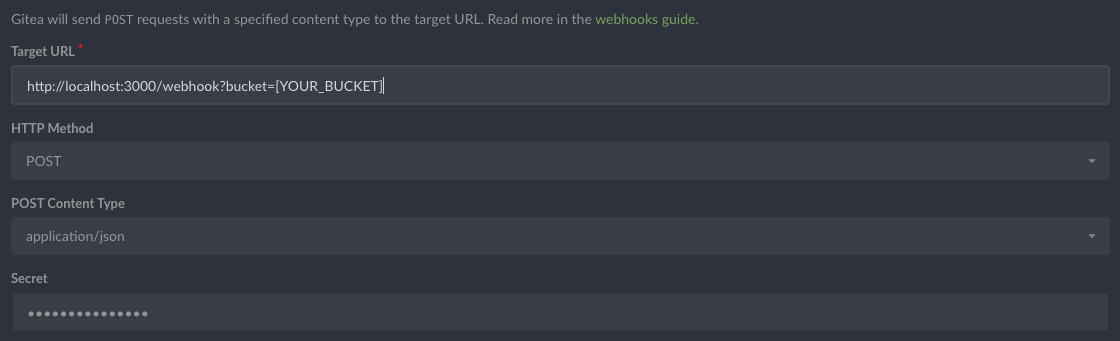 Gitea will send POST requests with a specified content type to the target URL. Read more in the webhooks guide.
Target URL *
http://localhost:3000/webhook?bucket=[YOUR_BUCKET]
HTTP Method
POST
POST Content Type
application/json
Secret
•••••••••••••••